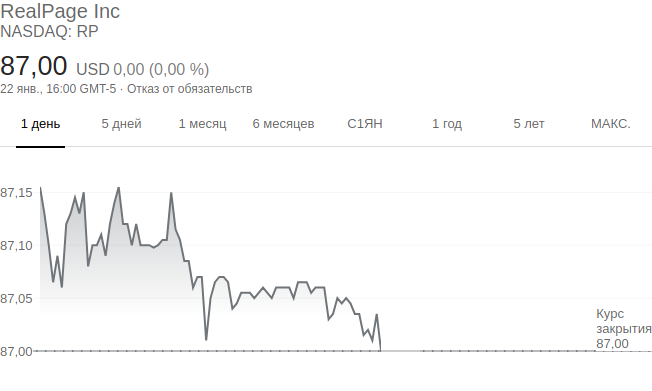 RealPage Inc
NASDAQ: RP
87,00 USD 0,00 (0,00 %)
22 янв., 16:00 GMT-5 · Отказ от обязательств
1 день 5 дней 1 месяц 6 месяцев С1ЯН 1 год 5 лет МАКС.
87,15
87,10
87,05
87,00
Курс
закрытия
87,00